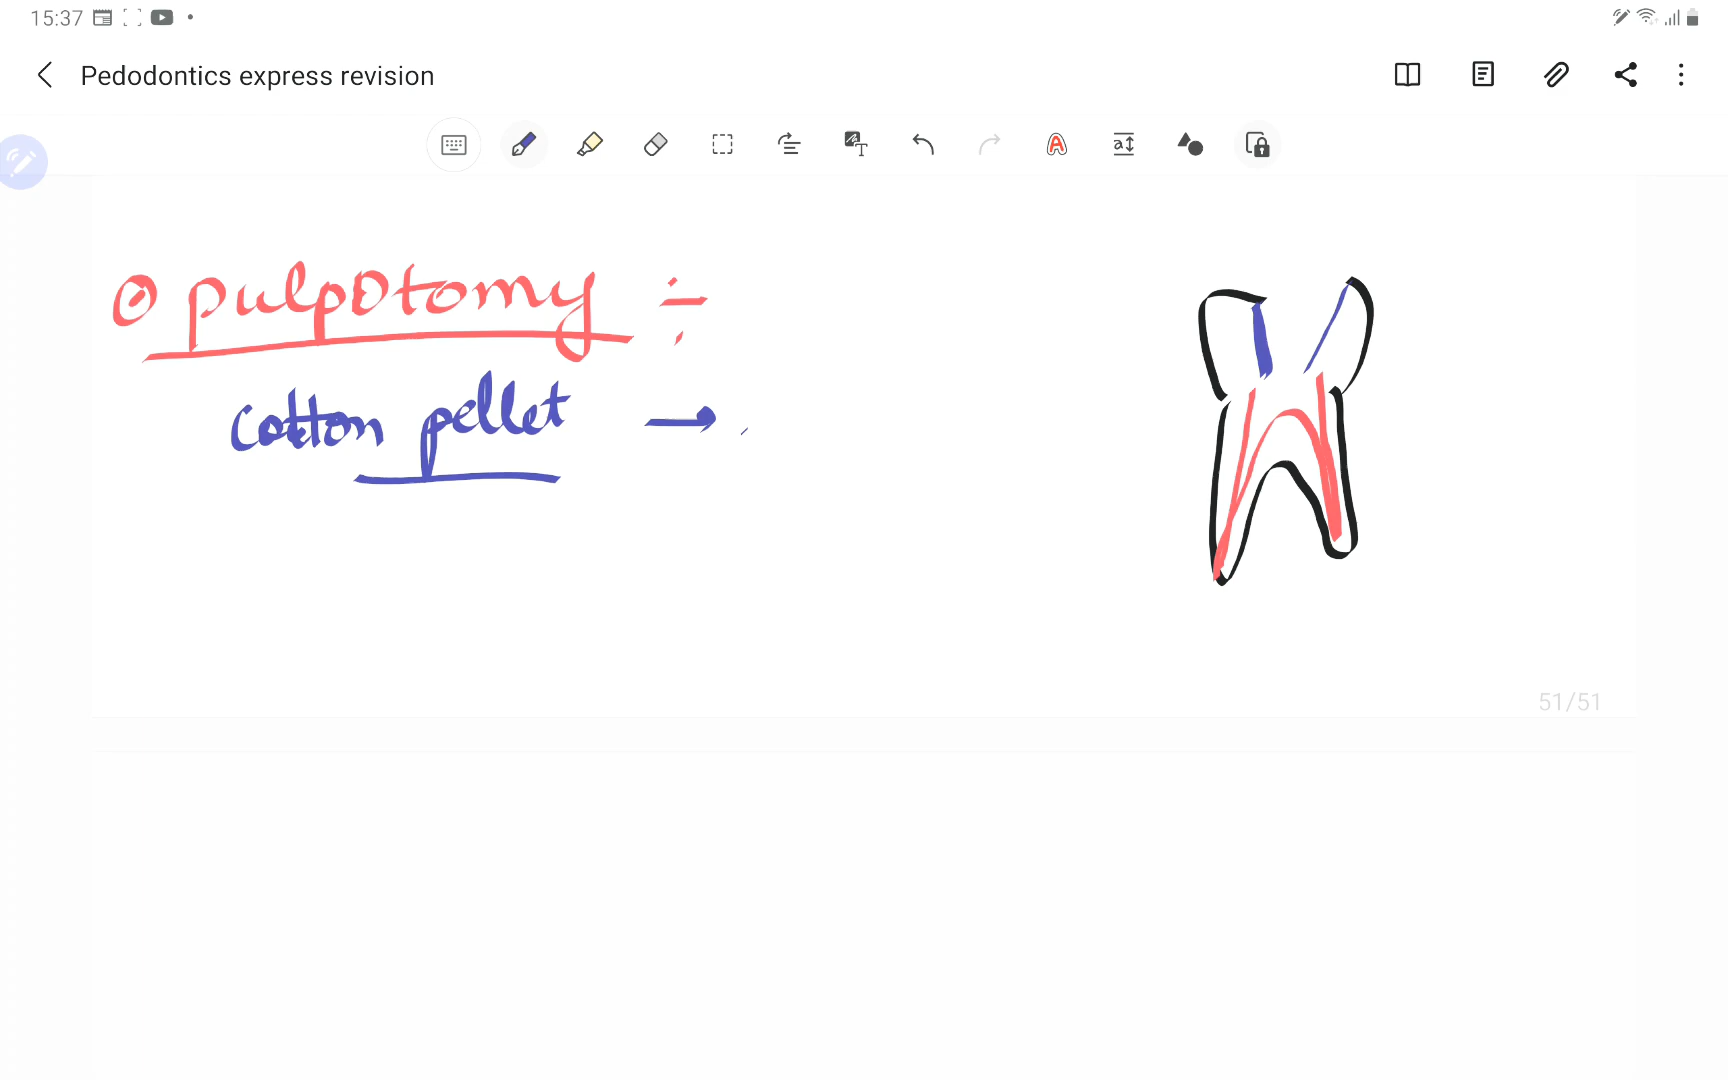 15:37
Pedodontics express revision
⊙ pulpotomy ÷
cotton pellet →
51/51